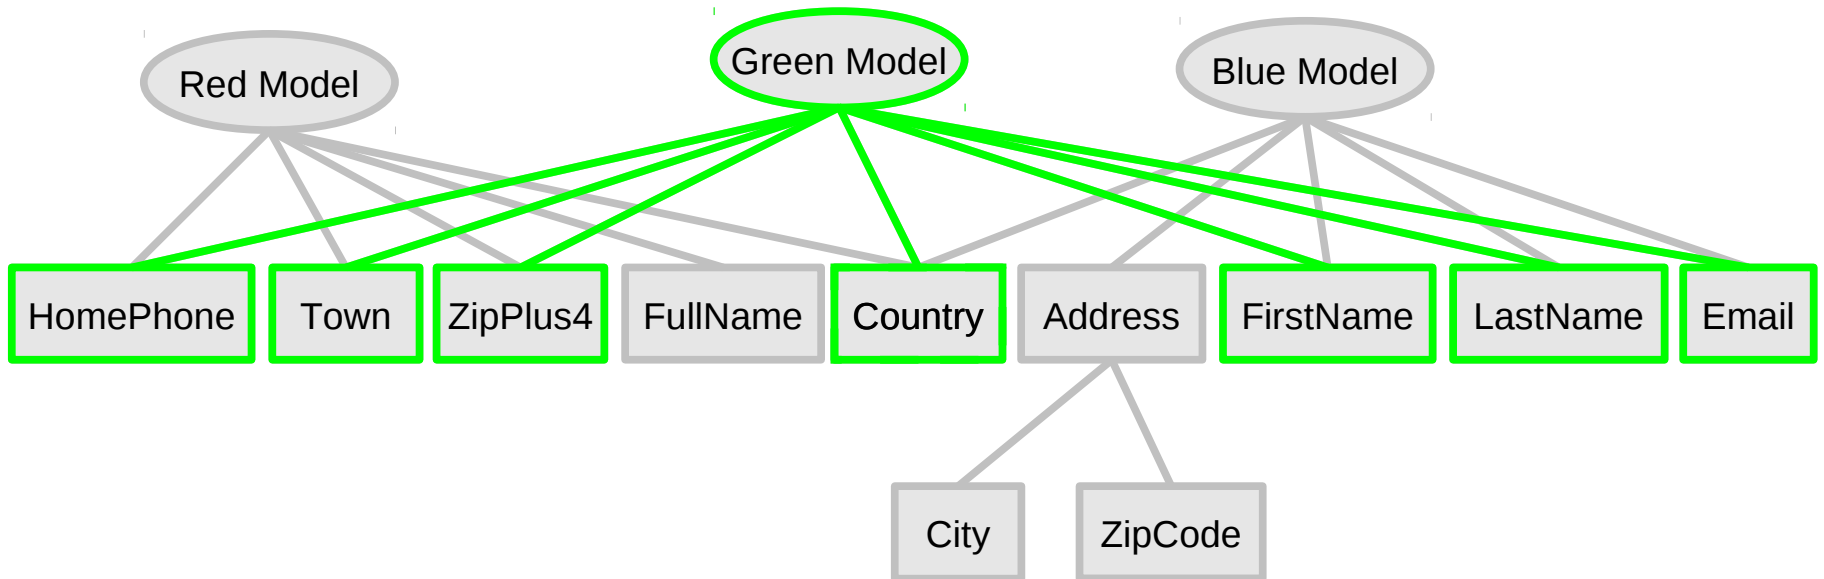 Red Model
Green Model
Blue Model
HomePhone
Town
ZipPlus4
FullName
Country
Address
FirstName
LastName
Email
City
ZipCode